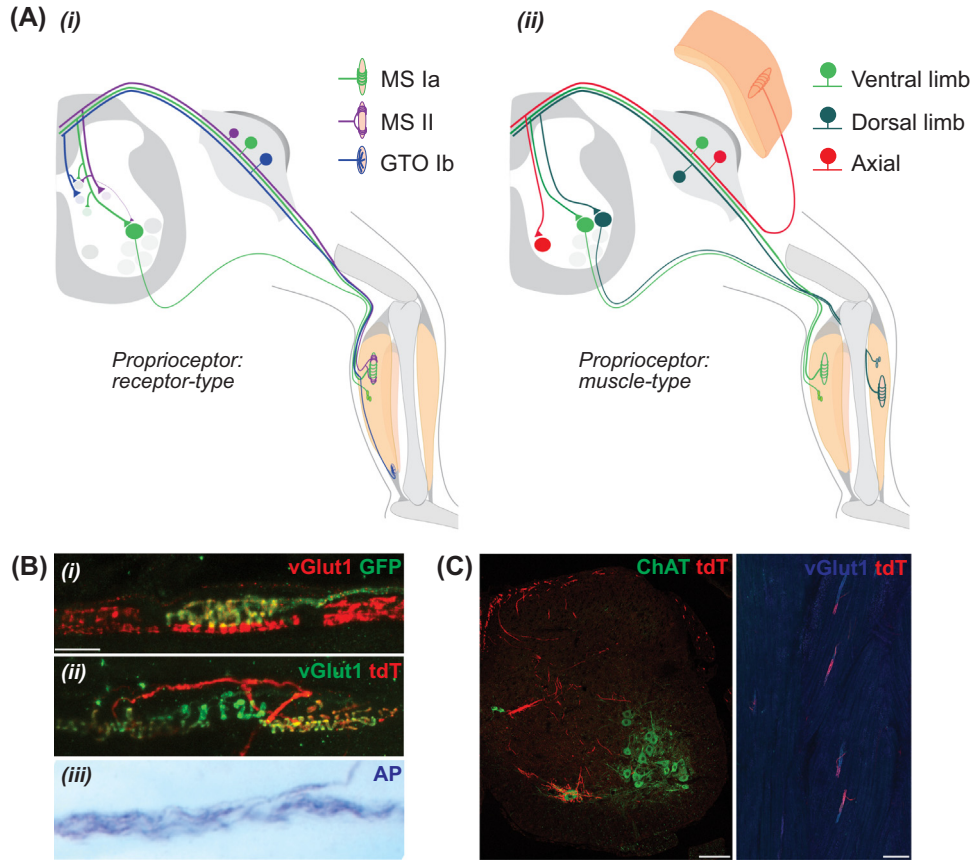 (A)
(i)
MS Ia
MS II
GTO Ib
Proprioceptor:
receptor-type
(ii)
Ventral limb
Dorsal limb
Axial
Proprioceptor:
muscle-type
(B)
(i)
vGlut1 GFP
(ii)
vGlut1 tdT
(iii)
AP
(C)
ChAT tdT
vGlut1 tdT